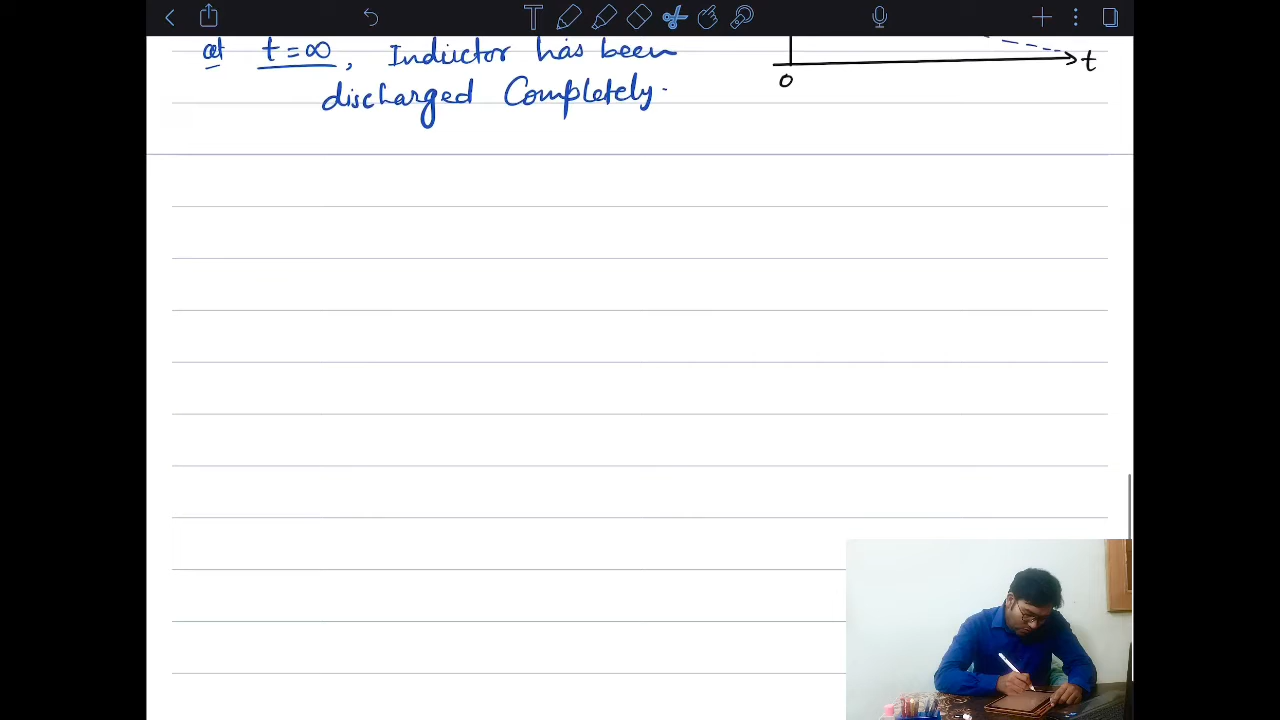 at t = ∞, Inductor has been
discharged Completely.
t
0